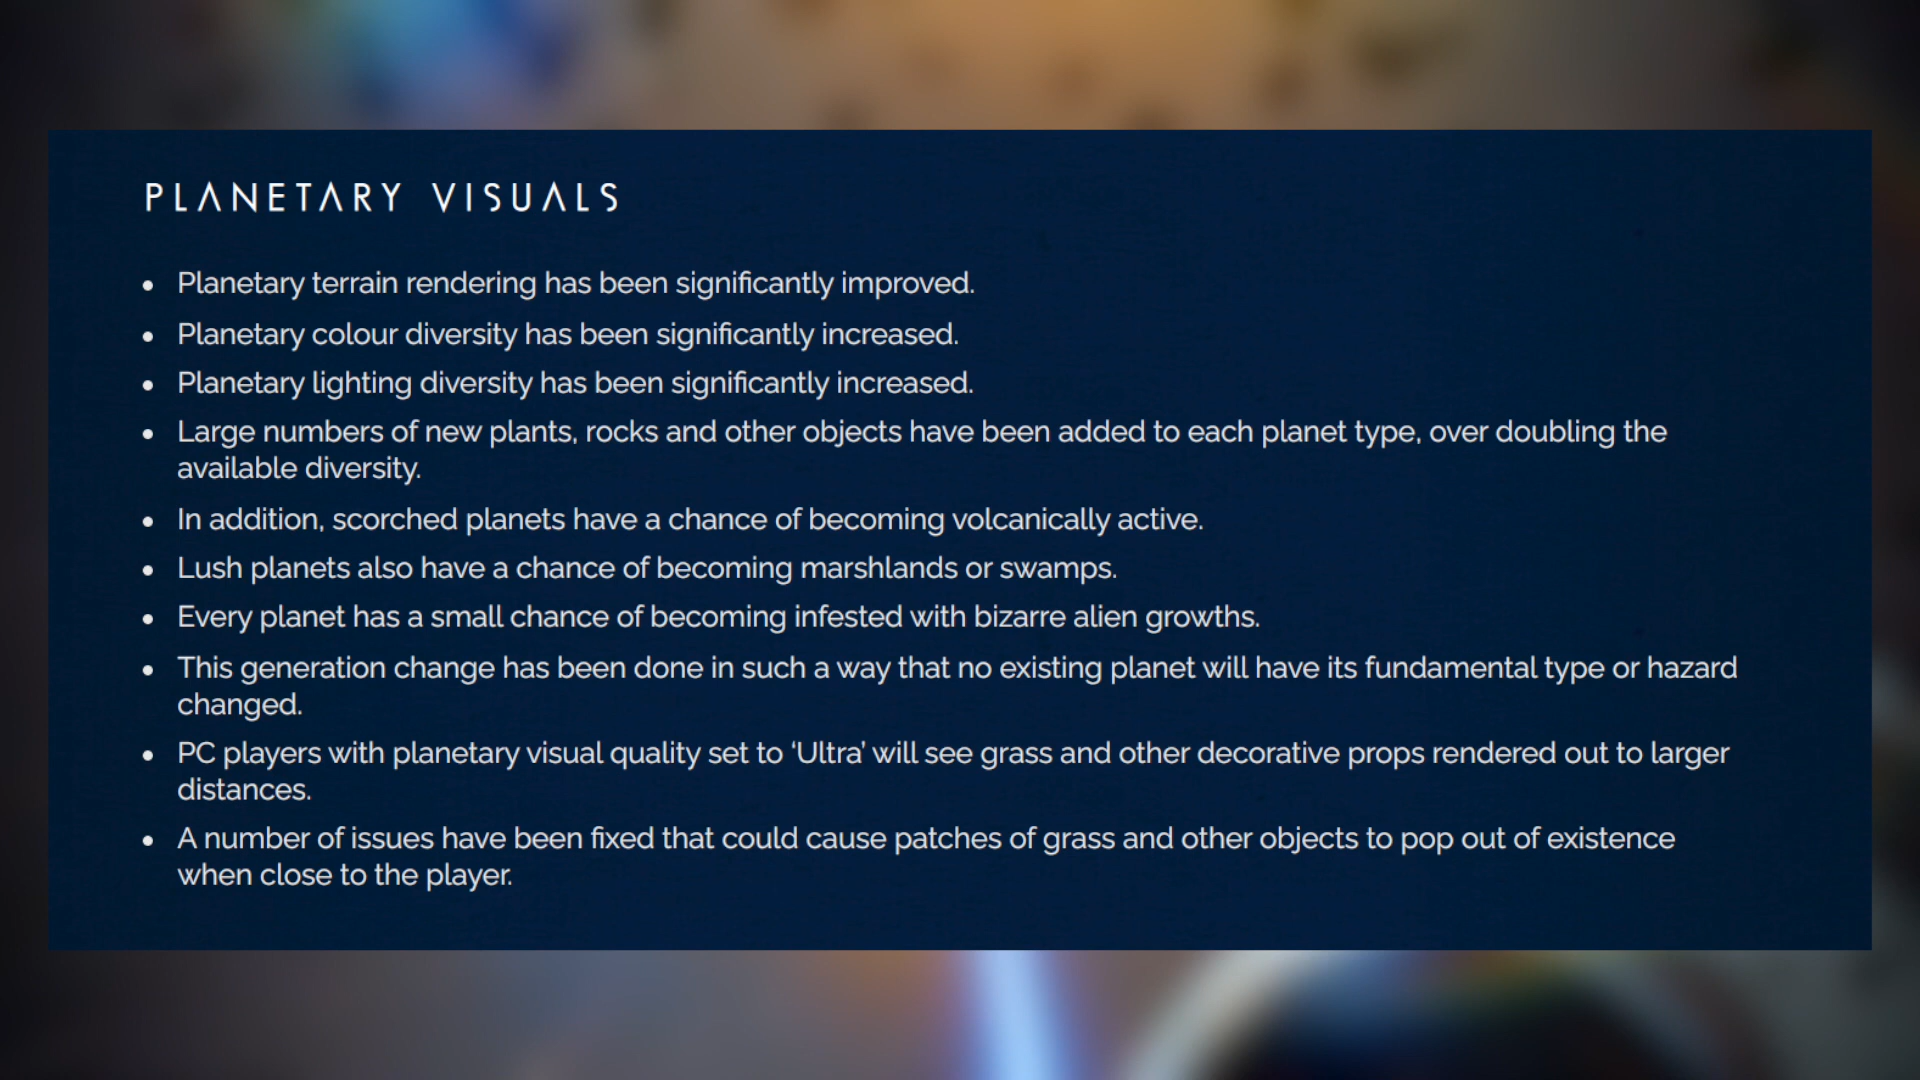 PLANETARY VISUALS
• Planetary terrain rendering has been significantly improved.
• Planetary colour diversity has been significantly increased.
• Planetary lighting diversity has been significantly increased.
• Large numbers of new plants, rocks and other objects have been added to each planet type, over doubling the
available diversity.
• In addition, scorched planets have a chance of becoming volcanically active.
• Lush planets also have a chance of becoming marshlands or swamps.
• Every planet has a small chance of becoming infested with bizarre alien growths.
• This generation change has been done in such a way that no existing planet will have its fundamental type or hazard
changed.
• PC players with planetary visual quality set to ‘Ultra’ will see grass and other decorative props rendered out to larger
distances.
• A number of issues have been fixed that could cause patches of grass and other objects to pop out of existence
when close to the player.